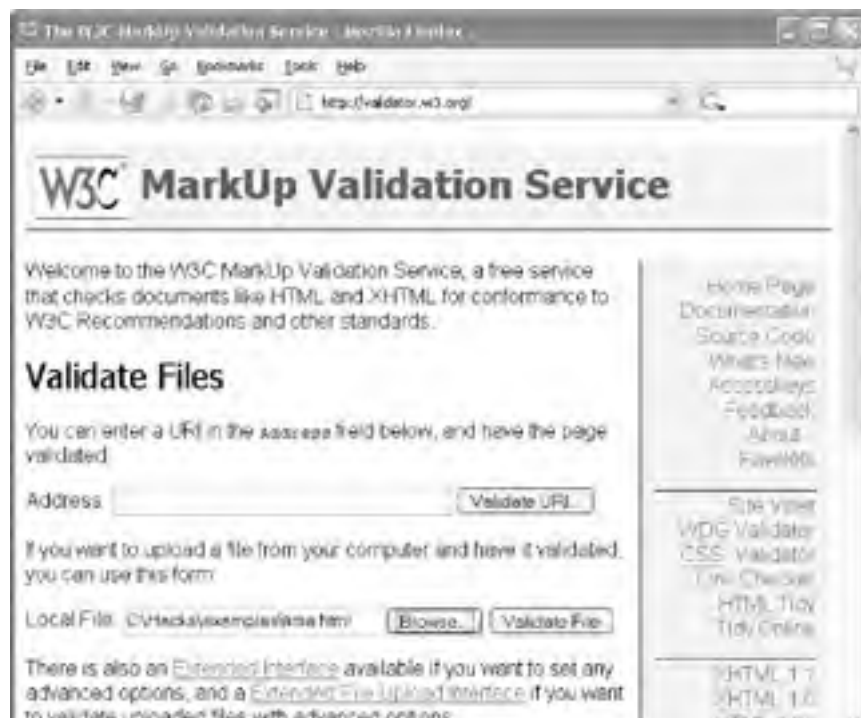 The W3C MarkUp Validation Service - Mozilla Firefox
File Edit View Go Bookmarks Tools Help
http://validator.w3.org/
W3C MarkUp Validation Service
Welcome to the W3C MarkUp Validation Service, a free service
that checks documents like HTML and XHTML for conformance to
W3C Recommendations and other standards.
Validate Files
You can enter a URI in the Address field below, and have the page
validated
Address
Validate URI...
If you want to upload a file from your computer and have it validated,
you can use this form
Local File
Browse... Validate File
There is also an Extended Interface available if you want to set any
advanced options, and a Extended File Upload Interface if you want
to validate uploaded files with advanced options
Home Page
Documentation
Source Code
What's New
Accesskeys
Feedback
About...
Site Valet
WDG Validator
CSS Validator
Link Checker
HTML Tidy
Tidy Online
XHTML 1.1
XHTML 1.0